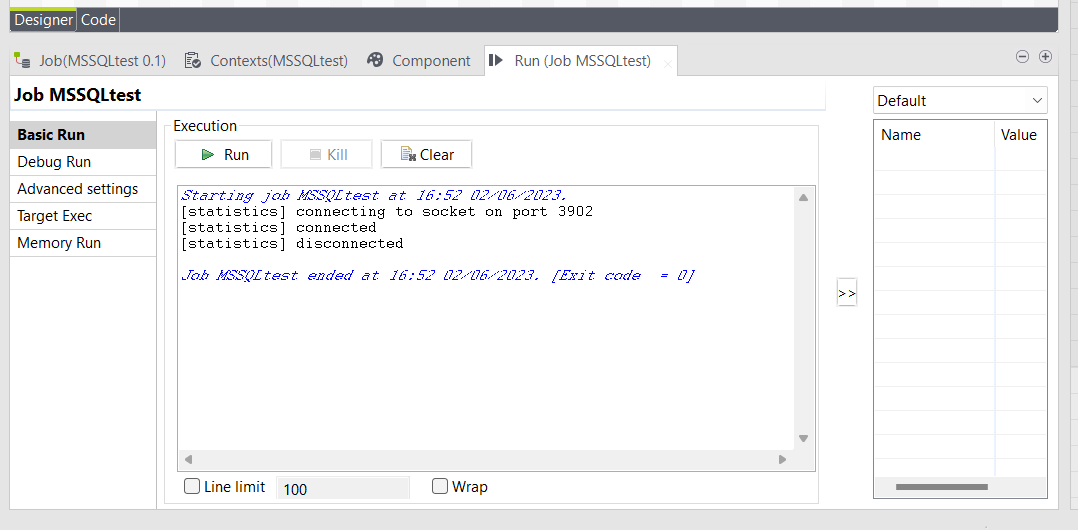 Designer Code
Job(MSSQLtest 0.1) Contexts(MSSQLtest) Component Run (Job MSSQLtest)
Job MSSQLtest
Default
Name Value
Basic Run
Debug Run
Advanced settings
Target Exec
Memory Run
Execution
Run Kill Clear
Starting job MSSQLtest at 16:52 02/06/2023.
[statistics] connecting to socket on port 3902
[statistics] connected
[statistics] disconnected
Job MSSQLtest ended at 16:52 02/06/2023. [Exit code = 0]
>>
Line limit 100 Wrap